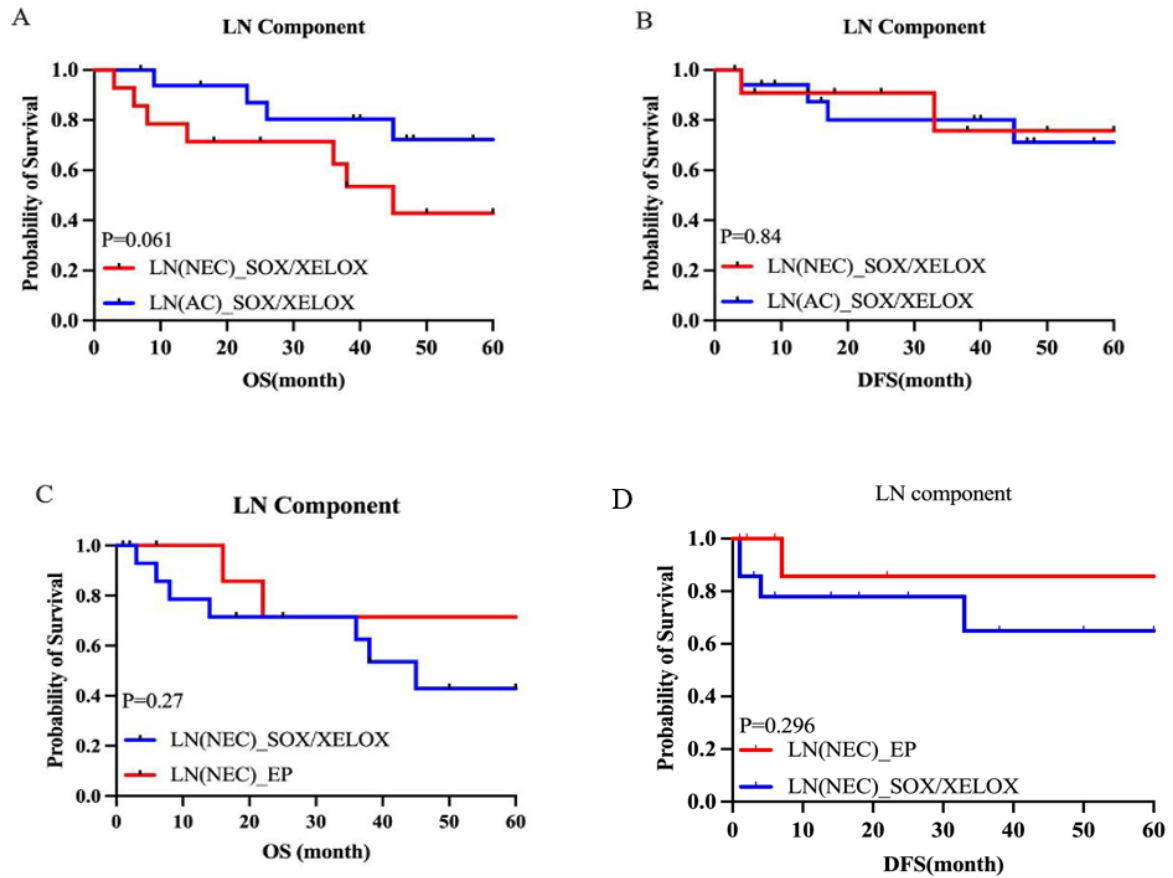 A
LN Component
Probability of Survival
1.0
0.8
0.6
0.4
0.2
0.0
P=0.061
LN(NEC)_SOX/XELOX
LN(AC)_SOX/XELOX
0 10 20 30 40 50 60
OS(month)
B
LN Component
Probability of Survival
1.0
0.8
0.6
0.4
0.2
0.0
P=0.84
LN(NEC)_SOX/XELOX
LN(AC)_SOX/XELOX
0 10 20 30 40 50 60
DFS(month)
C
LN Component
Probability of Survival
1.0
0.8
0.6
0.4
0.2
0.0
P=0.27
LN(NEC)_SOX/XELOX
LN(NEC)_EP
0 10 20 30 40 50 60
OS (month)
D
LN component
Probability of Survival
1.0
0.8
0.6
0.4
0.2
0.0
P=0.296
LN(NEC)_EP
LN(NEC)_SOX/XELOX
0 10 20 30 40 50 60
DFS(month)